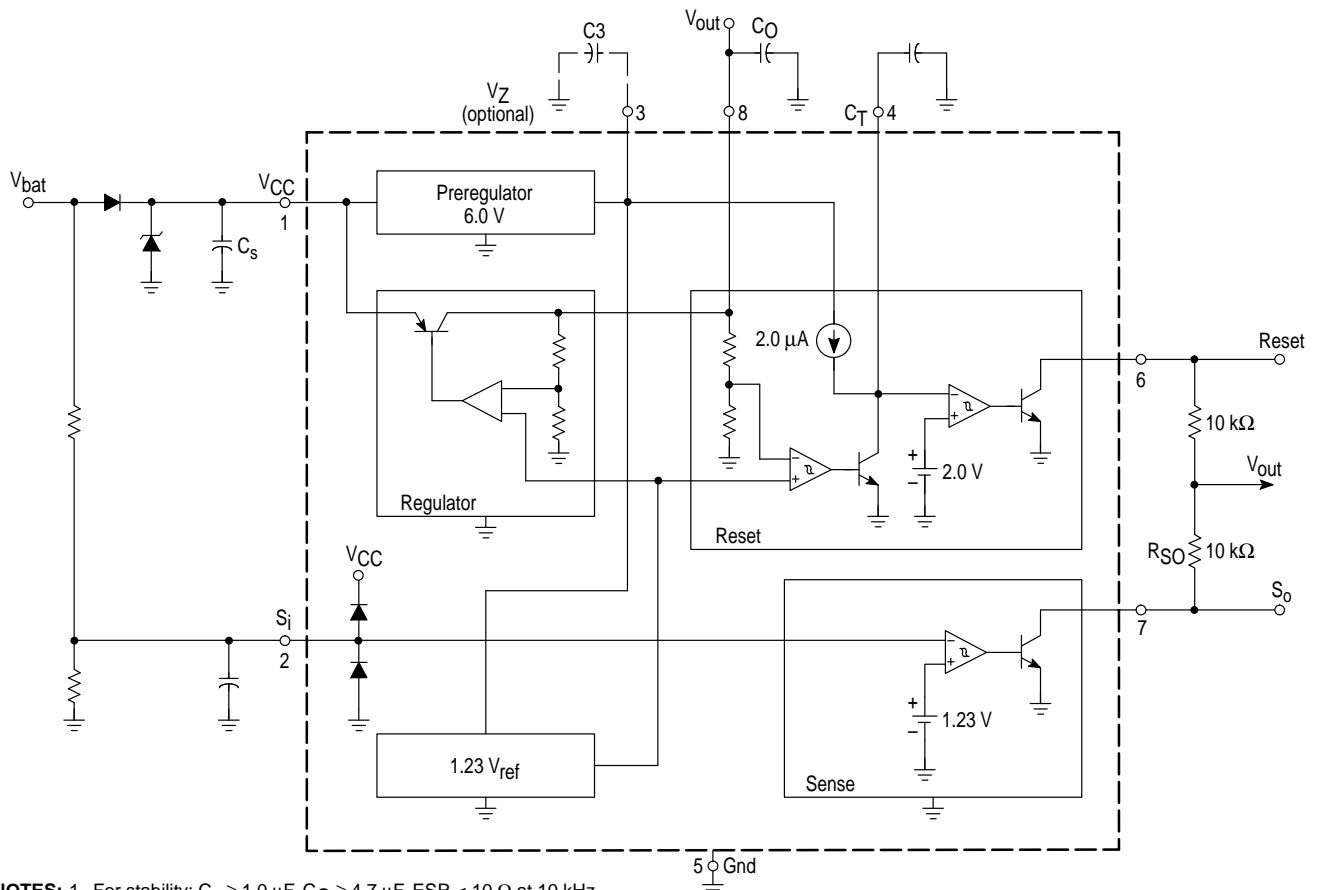 C3
Vout
CO
VZ
(optional)
3
8
CT
4
Vbat
VCC
1
Preregulator
6.0 V
Cs
2.0 μA
Reset
6
10 kΩ
2.0 V
Vout
Regulator
Reset
RSO
10 kΩ
VCC
So
7
Si
2
1.23 V
1.23 Vref
Sense
5
Gnd